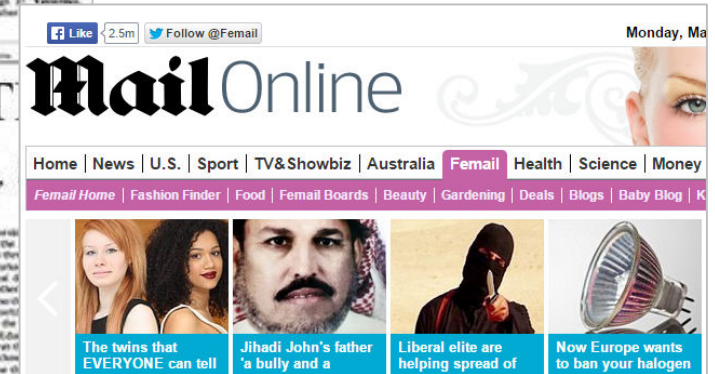 Like 2.5m Follow @Femail Monday, Ma
Mail Online
Home | News | U.S. | Sport | TV&Showbiz | Australia Femail Health | Science | Money
Femail Home | Fashion Finder | Food | Femail Boards | Beauty | Gardening | Deals | Blogs | Baby Blog | K
The twins that
EVERYONE can tell
Jihadi John's father
'a bully and a
Liberal elite are
helping spread of
Now Europe wants
to ban your halogen